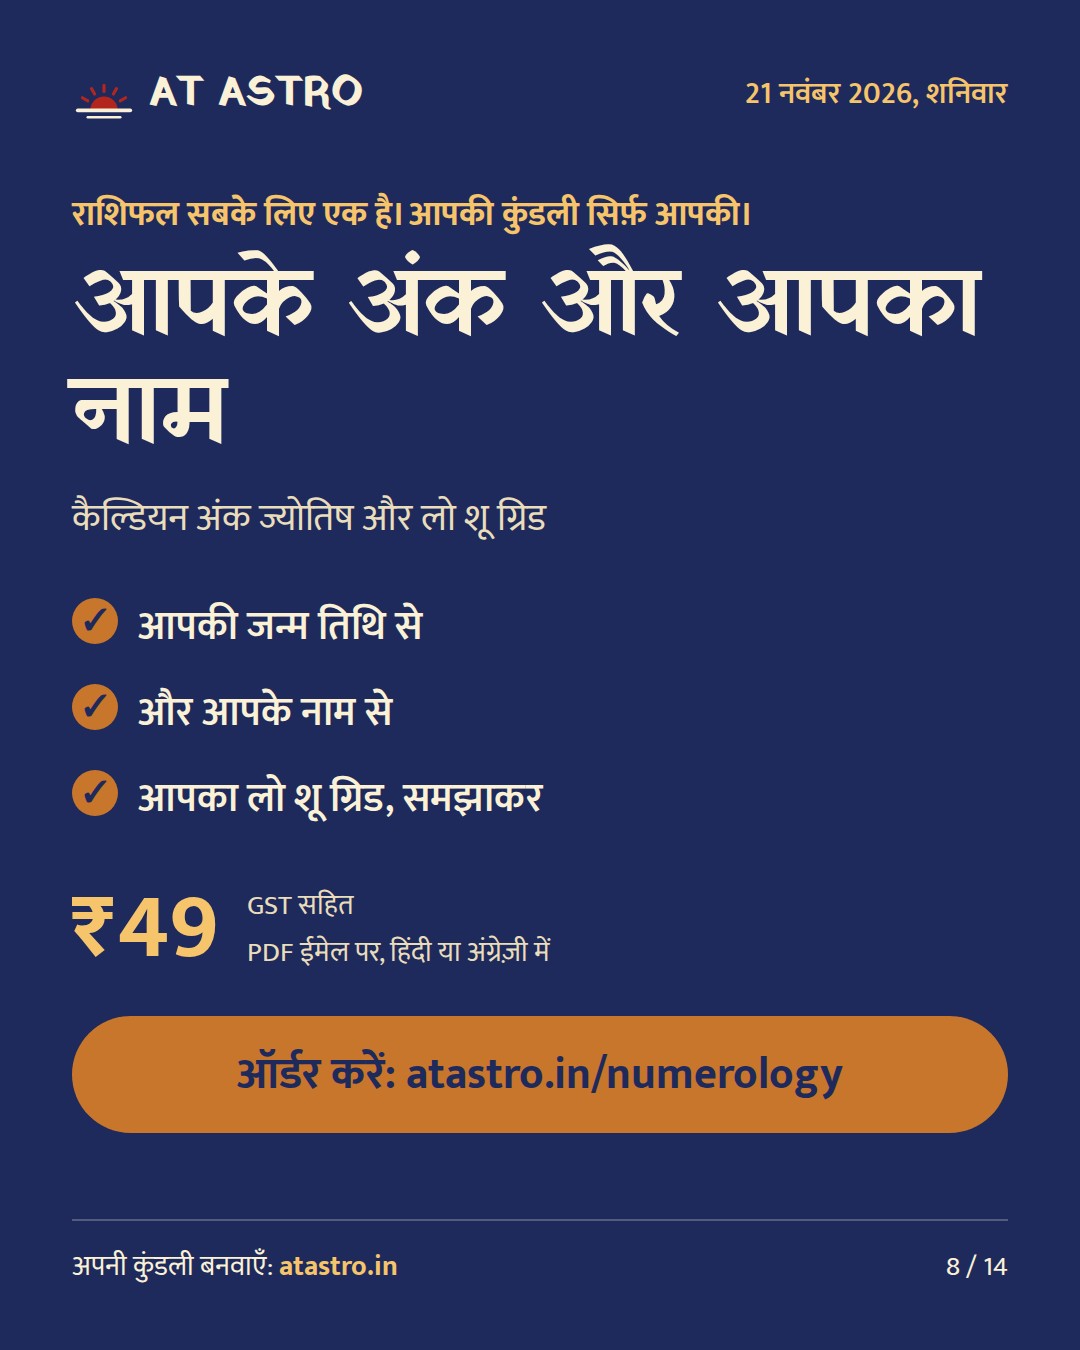 AT ASTRO
21 नवंबर 2026, शनिवार
राशिफल सबके लिए एक है। आपकी कुंडली सिर्फ़ आपकी।
आपके अंक और आपका
नाम
कैल्डियन अंक ज्योतिष और लो शू ग्रिड
✓ आपकी जन्म तिथि से
✓ और आपके नाम से
✓ आपका लो शू ग्रिड, समझाकर
₹49
GST सहित
PDF ईमेल पर, हिंदी या अंग्रेज़ी में
ऑर्डर करें: atastro.in/numerology
अपनी कुंडली बनवाएँ: atastro.in
8 / 14